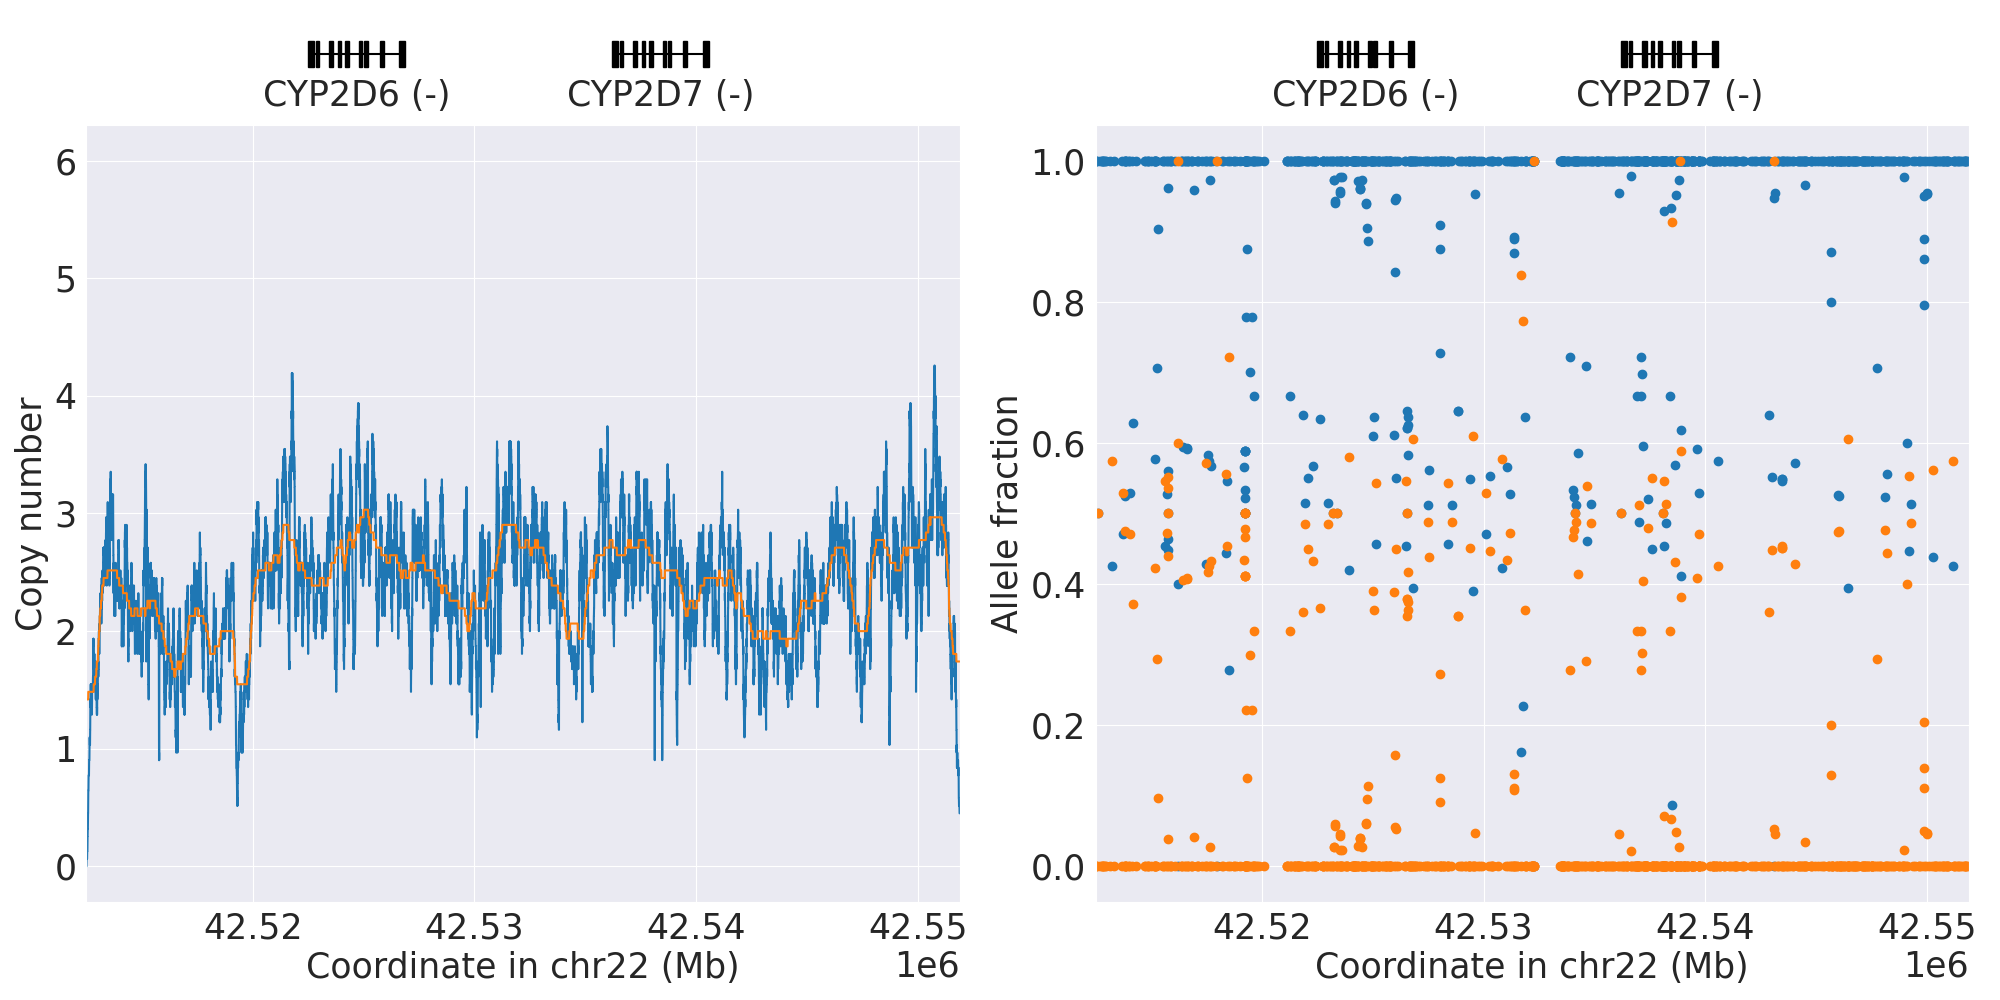 CYP2D6 (-) CYP2D7 (-)
Copy number
6
5
4
3
2
1
0
42.52 42.53 42.54 42.55
Coordinate in chr22 (Mb) 1e6
CYP2D6 (-) CYP2D7 (-)
Allele fraction
1.0
0.8
0.6
0.4
0.2
0.0
42.52 42.53 42.54 42.55
Coordinate in chr22 (Mb) 1e6